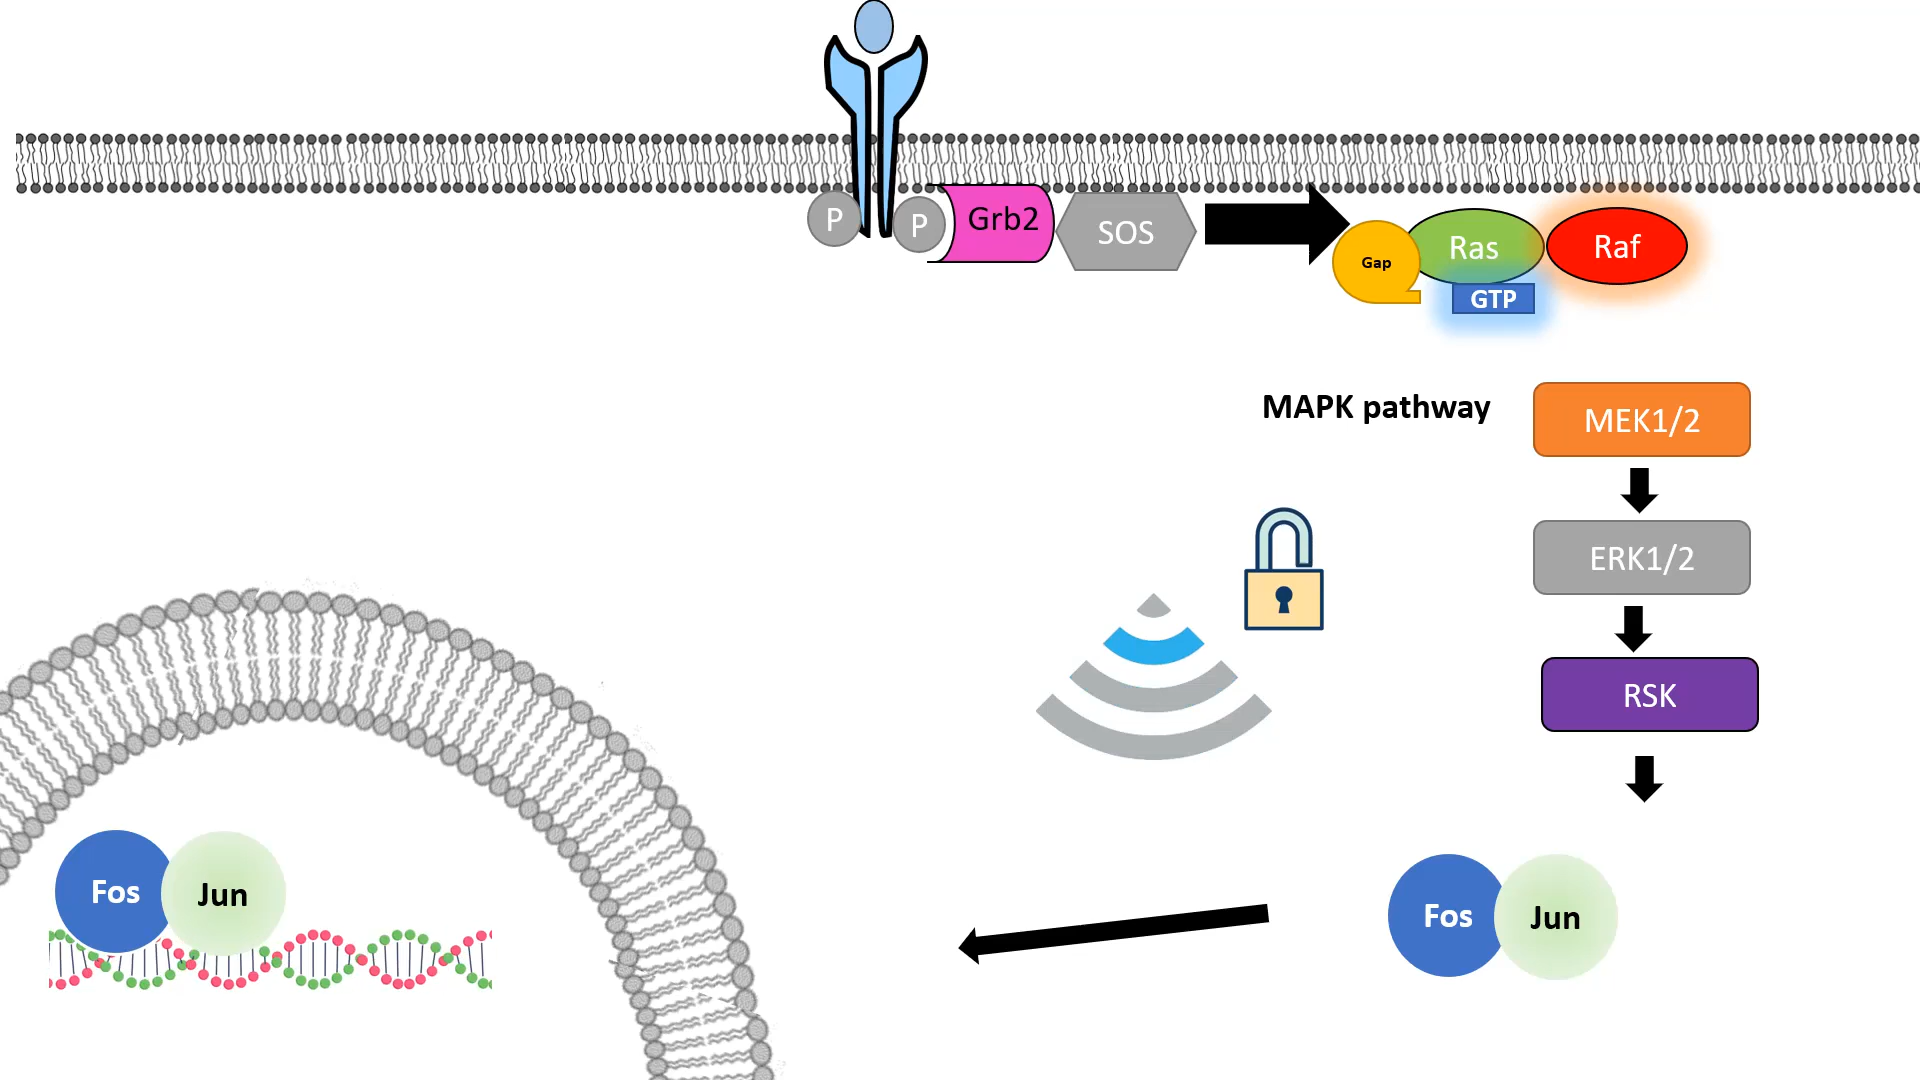 P
P
Grb2
SOS
Gap
Ras
Raf
GTP
MAPK pathway
MEK1/2
ERK1/2
RSK
Fos
Jun
Fos
Jun